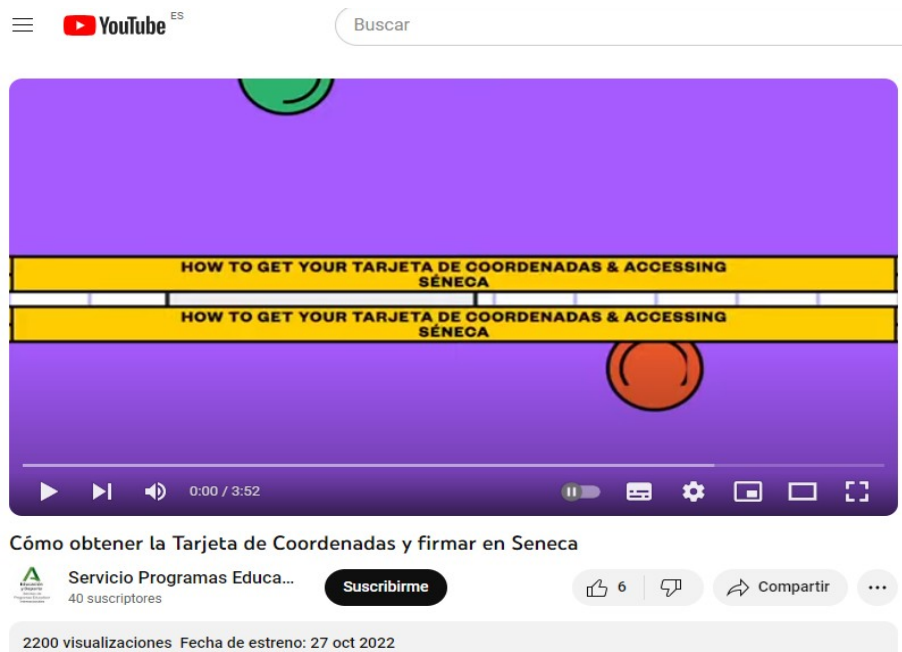 YouTube ES
Buscar
HOW TO GET YOUR TARJETA DE COORDENADAS & ACCESSING
SÉNECA
HOW TO GET YOUR TARJETA DE COORDENADAS & ACCESSING
SÉNECA
0:00 / 3:52
Cómo obtener la Tarjeta de Coordenadas y firmar en Seneca
Servicio Programas Educa...
40 suscriptores
Suscribirme
6
Compartir
2200 visualizaciones Fecha de estreno: 27 oct 2022